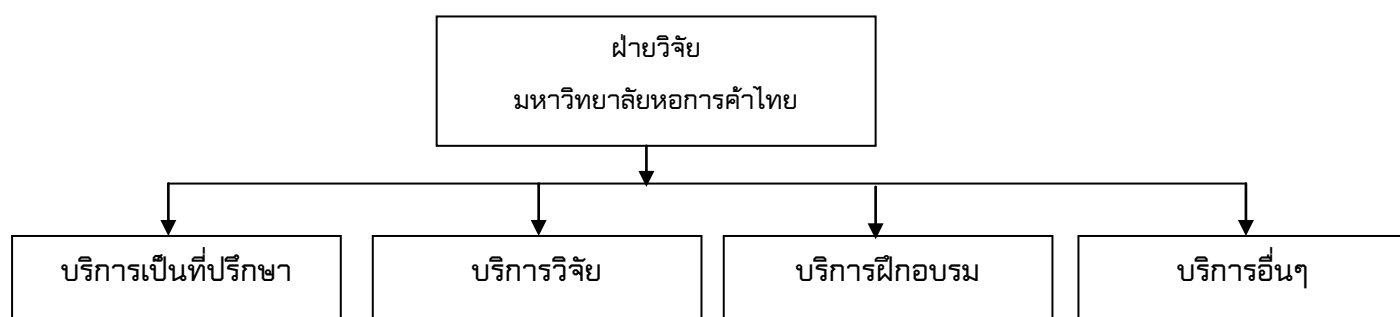 ฝ่ายวิจัย
มหาวิทยาลัยหอการค้าไทย
บริการเป็นที่ปรึกษา
บริการวิจัย
บริการฝึกอบรม
บริการอื่นๆ